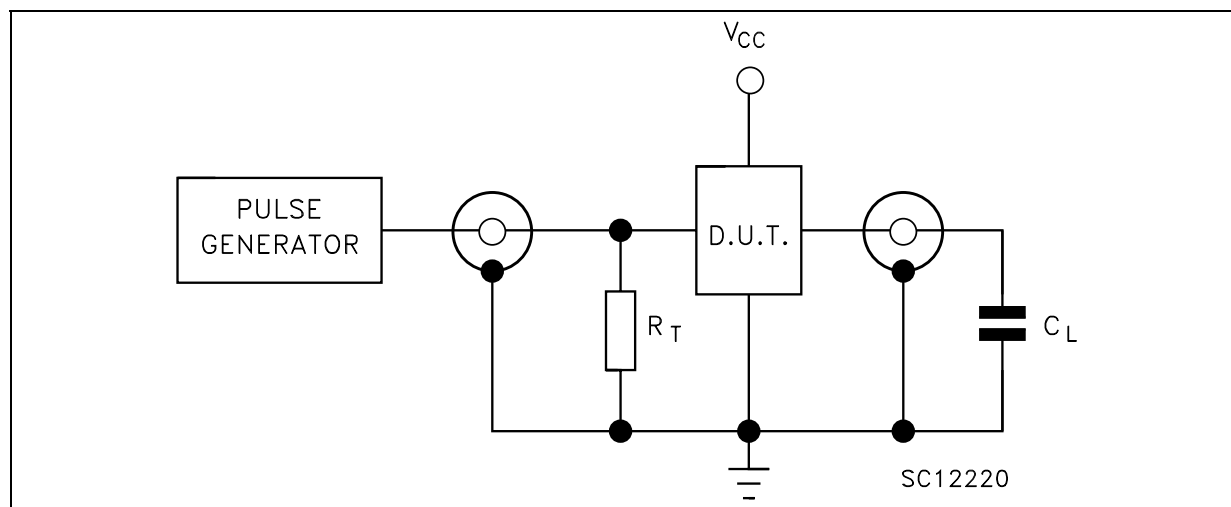 VCC
PULSE
GENERATOR
D.U.T.
RT
CL
SC12220